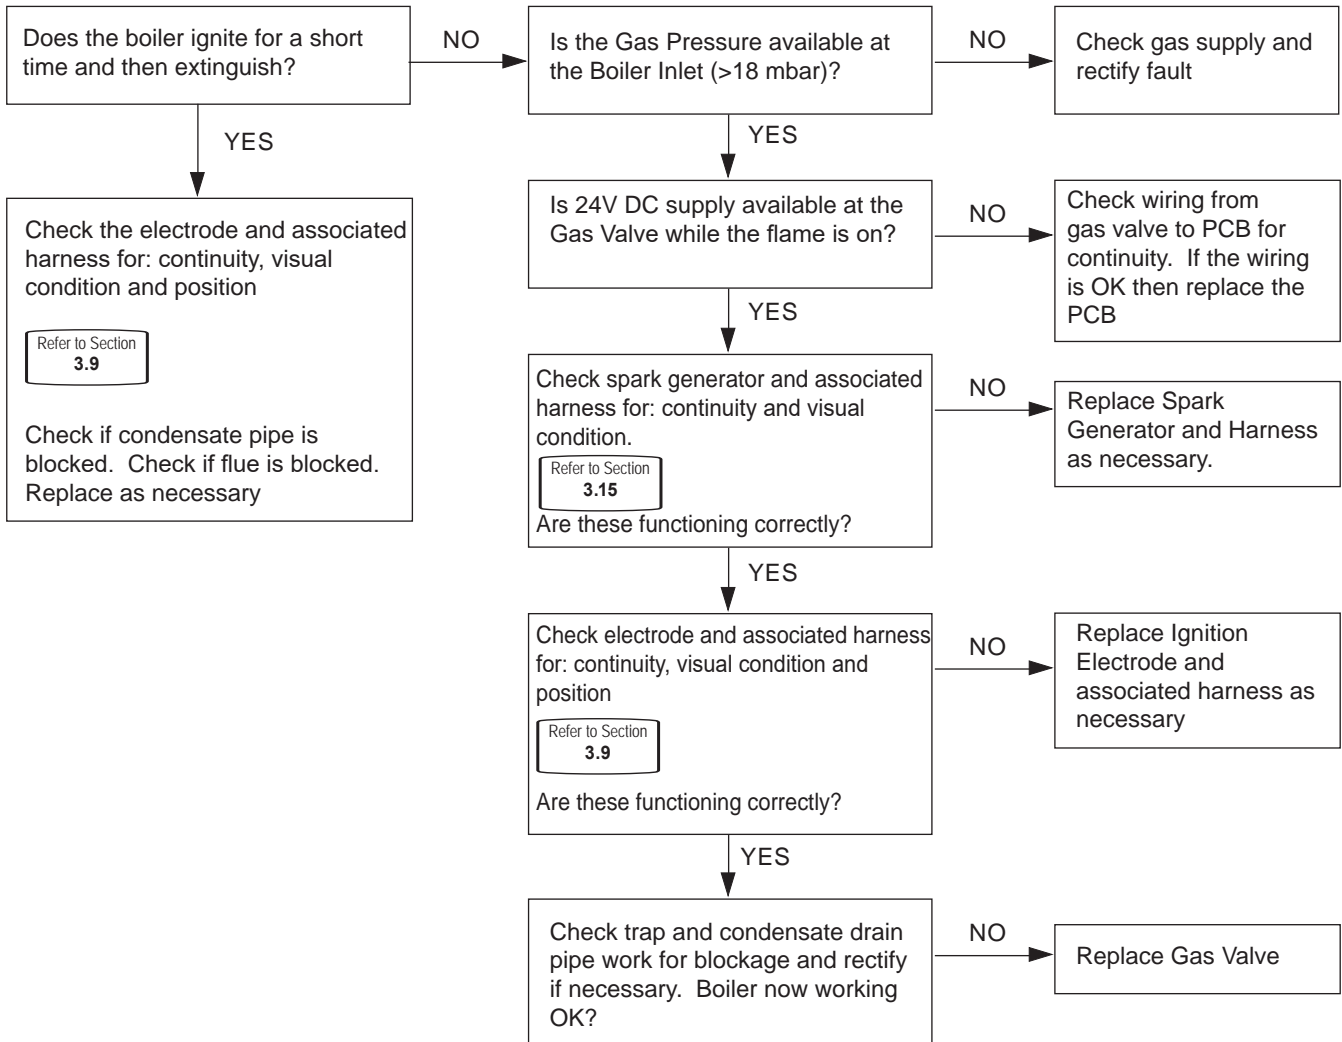 Does the boiler ignite for a short
time and then extinguish?
NO
Is the Gas Pressure available at
the Boiler Inlet (>18 mbar)?
NO
Check gas supply and
rectify fault
YES
YES
Check the electrode and associated
harness for: continuity, visual
condition and position
Refer to Section
3.9
Check if condensate pipe is
blocked.  Check if flue is blocked.
Replace as necessary
Is 24V DC supply available at the
Gas Valve while the flame is on?
NO
Check wiring from
gas valve to PCB for
continuity.  If the wiring
is OK then replace the
PCB
YES
Check spark generator and associated
harness for: continuity and visual
condition.
Refer to Section
3.15
Are these functioning correctly?
NO
Replace Spark
Generator and Harness
as necessary.
YES
Check electrode and associated harness
for: continuity, visual condition and
position
Refer to Section
3.9
Are these functioning correctly?
NO
Replace Ignition
Electrode and
associated harness as
necessary
YES
Check trap and condensate drain
pipe work for blockage and rectify
if necessary.  Boiler now working
OK?
NO
Replace Gas Valve